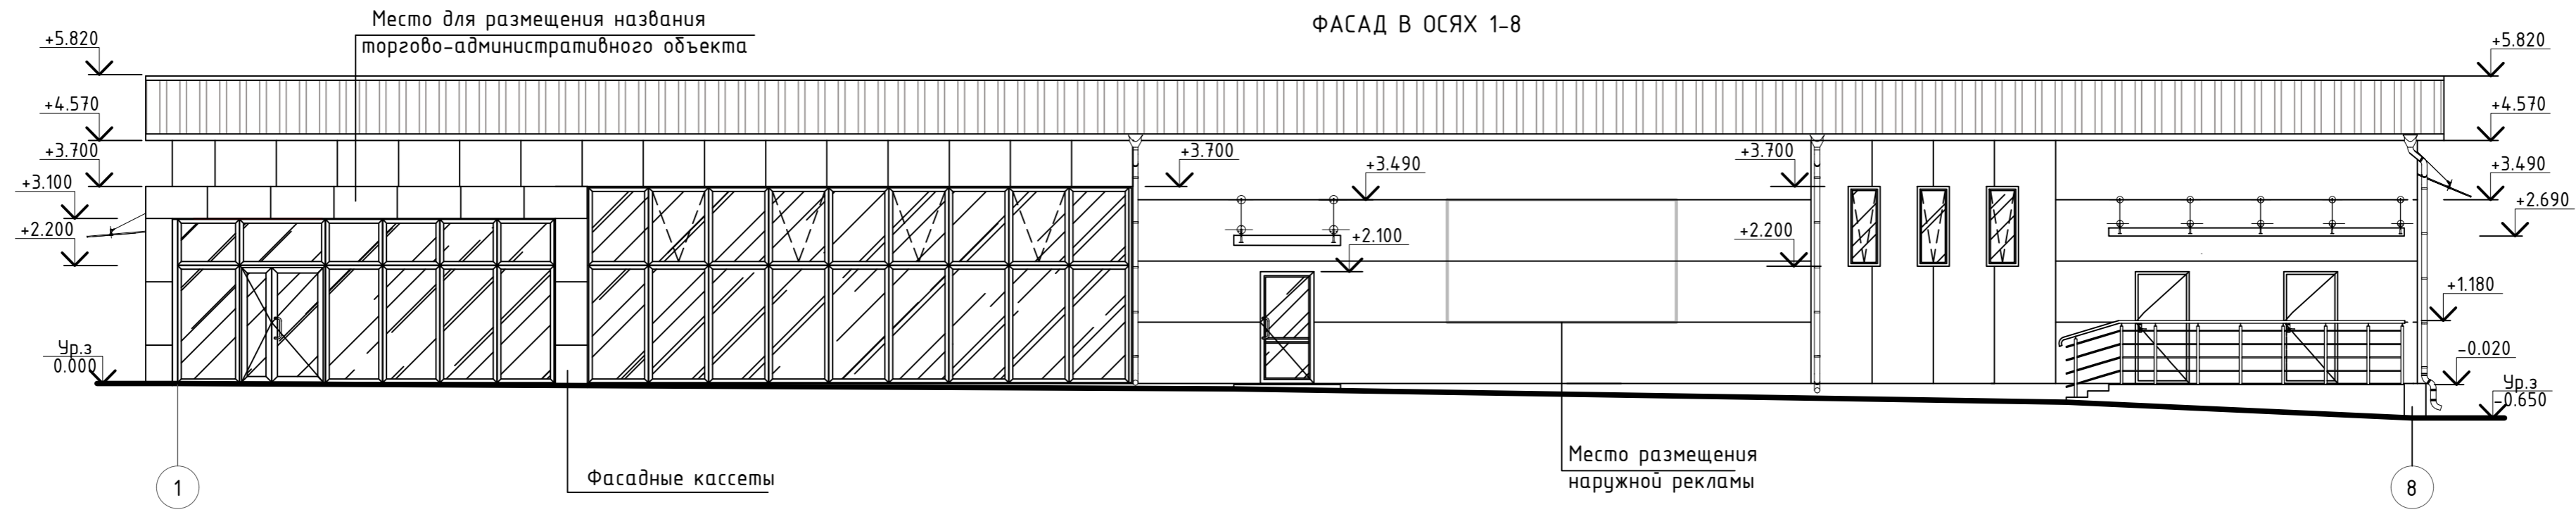 ФАСАД В ОСЯХ 1-8
Место для размещения названия
торгово-административного объекта
+5.820
+4.570
+3.700
+3.100
+2.200
Ур.з
0.000
+3.700
+3.490
+2.100
+3.700
+2.200
+5.820
+4.570
+3.490
+2.690
+1.180
-0.020
Ур.з
-0.650
Фасадные кассеты
Место размещения
наружной рекламы
1
8